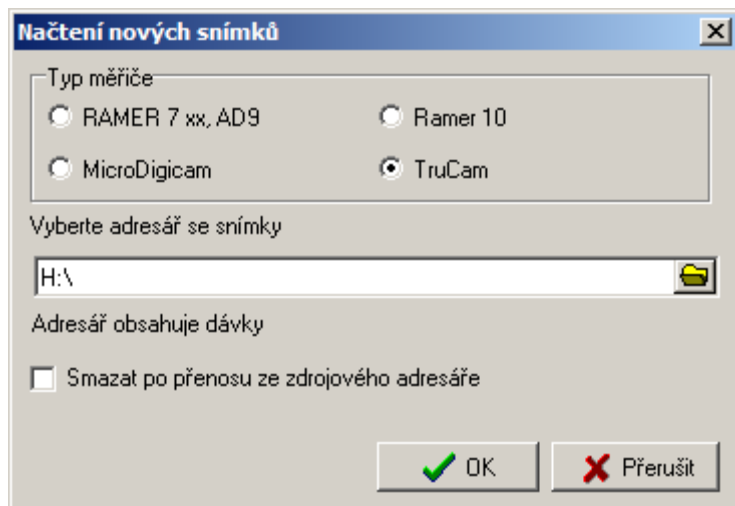 Načtení nových snímků
Typ měřiče
RAMER 7 xx, AD9
Ramer 10
MicroDigicam
TruCam
Vyberte adresář se snímky
H:\
Adresář obsahuje dávky
Smazat po přenosu ze zdrojového adresáře
OK
Přerušit